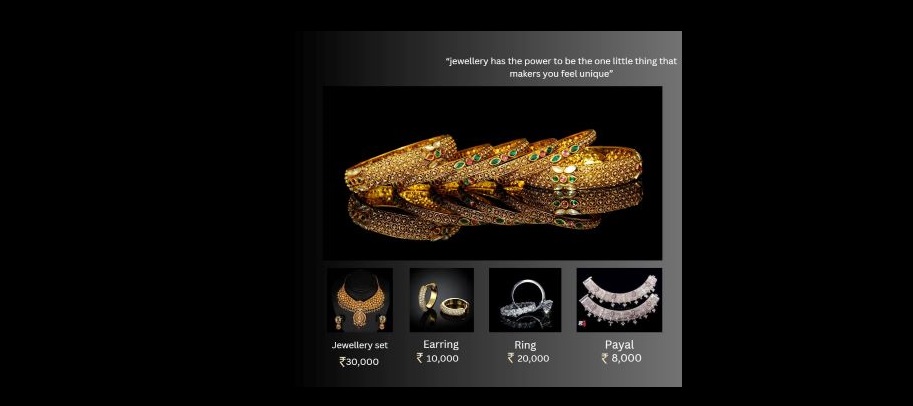 “jewellery has the power to be the one little thing that
makers you feel unique”
Jewellery set
₹30,000
Earring
₹ 10,000
Ring
₹ 20,000
Payal
₹ 8,000